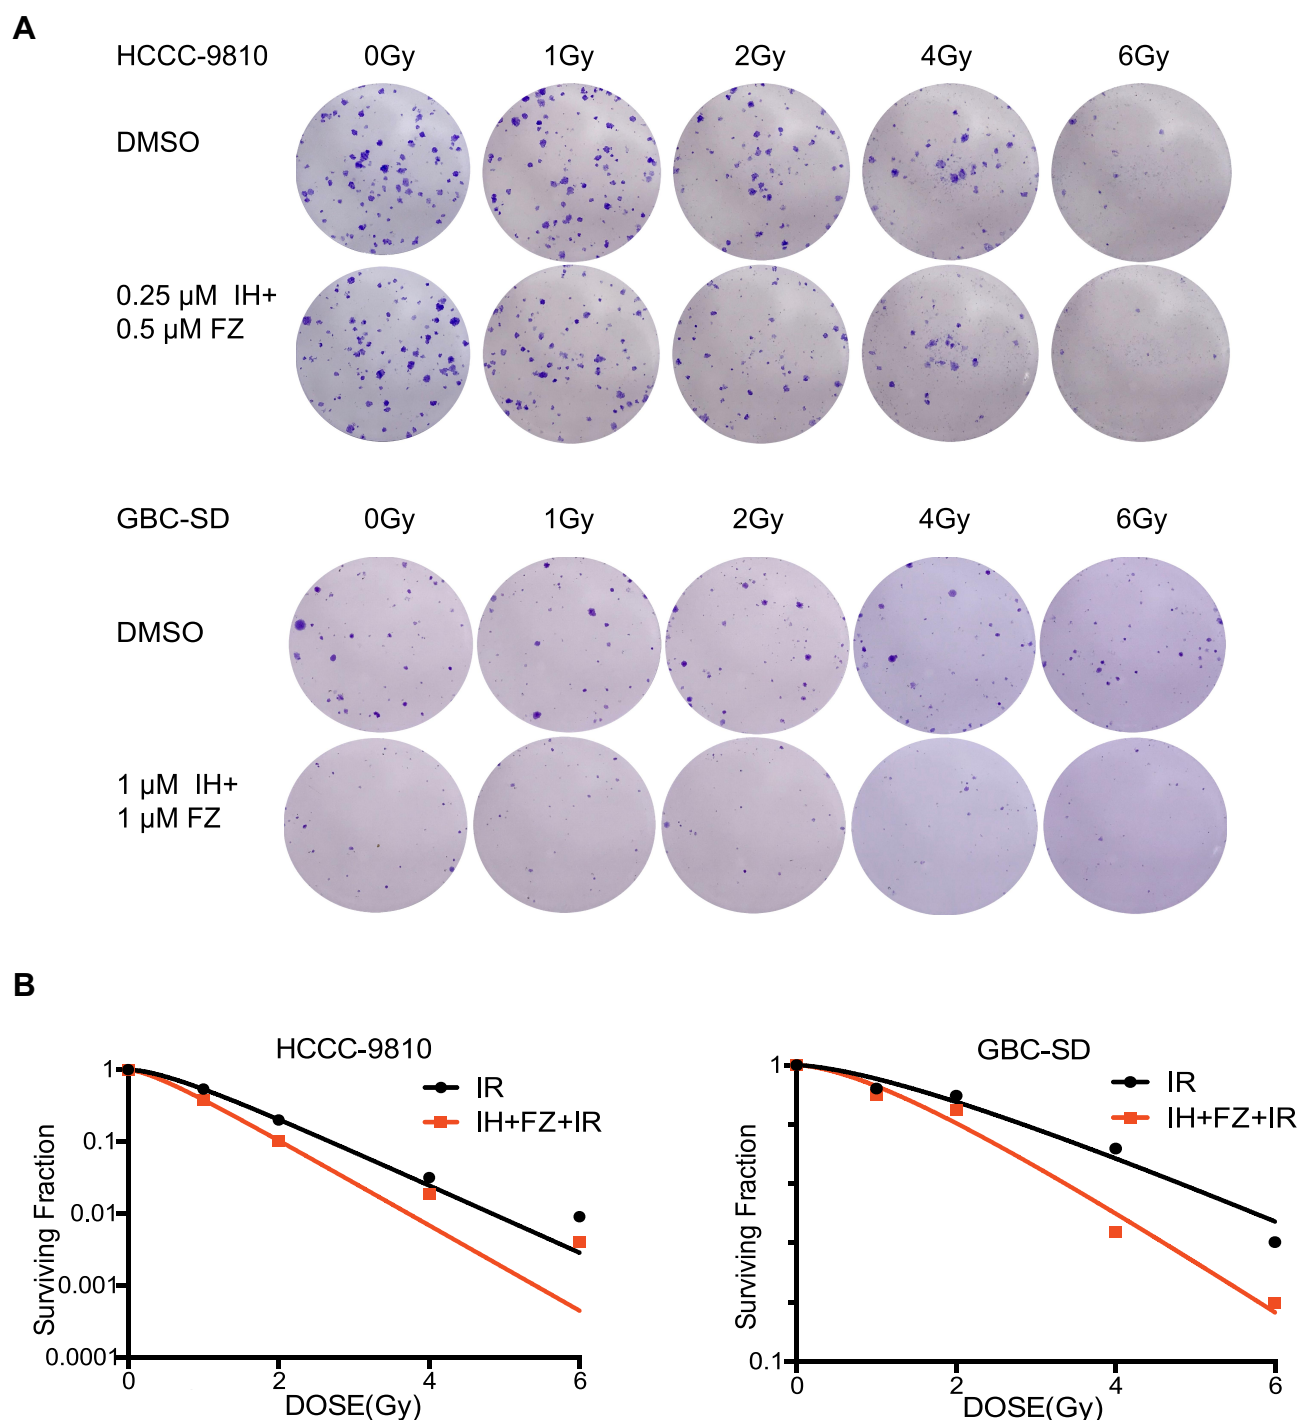 A
HCCC-9810 0Gy 1Gy 2Gy 4Gy 6Gy
DMSO
0.25 µM IH+
0.5 µM FZ
GBC-SD 0Gy 1Gy 2Gy 4Gy 6Gy
DMSO
1 µM IH+
1 µM FZ
B
HCCC-9810
1
0.1
0.01
0.001
0.0001
Surviving Fraction
IR
IH+FZ+IR
0 2 4 6
DOSE(Gy)
GBC-SD
1
0.1
Surviving Fraction
IR
IH+FZ+IR
0 2 4 6
DOSE(Gy)